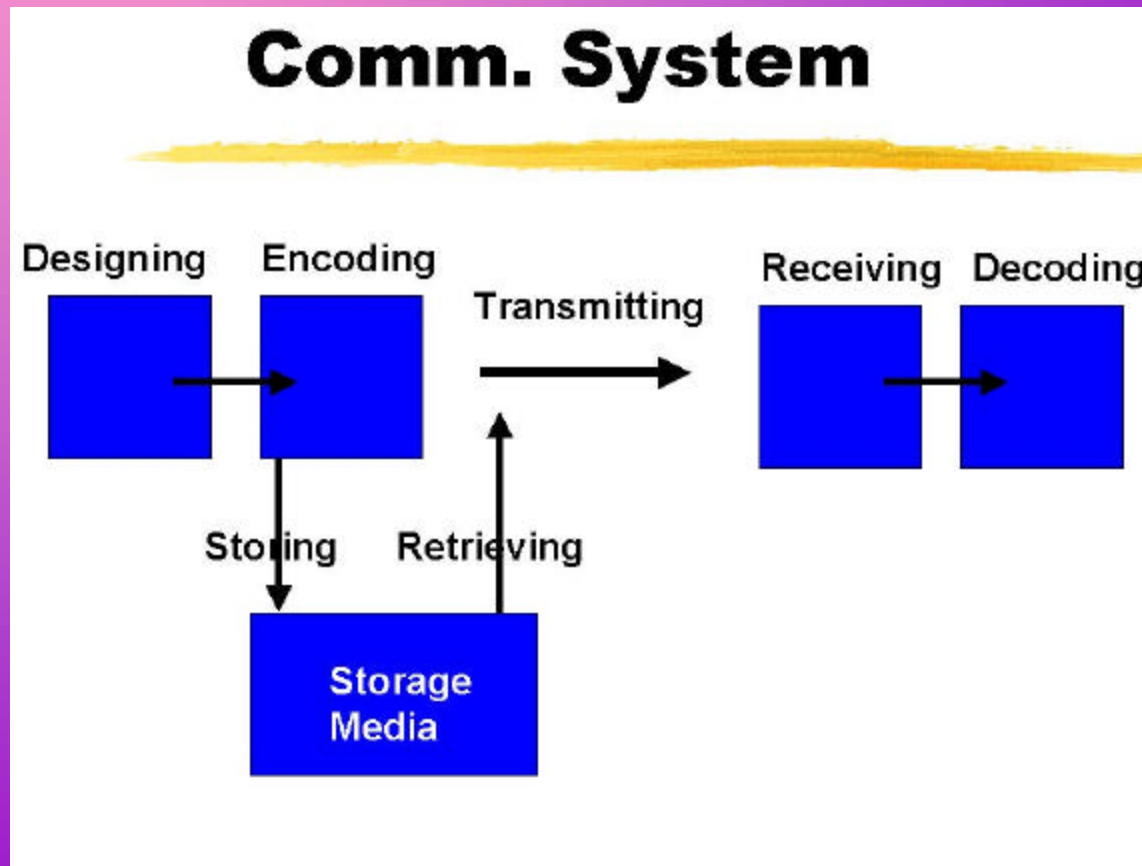 Comm. System
Designing
Encoding
Transmitting
Receiving
Decoding
Storing
Retrieving
Storage
Media